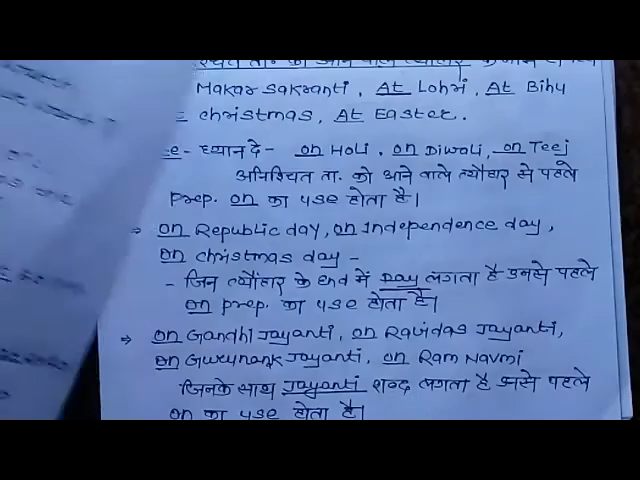 ता. को आने वाले त्यौहार के नाम से
Makar Sakranti, At Lohri, At Bihu
Christmas, At Easter.
ध्यान दे - on Holi, on Diwali, on Teej
अनिश्चित ता. को आने वाले त्यौहार से पहले
Prep. on का use होता है।
→ on Republic day, on Independence day,
on christmas day -
- जिन त्यौहार के end में Day लगता है उनसे पहले
on prep. का use होता है।
→ on Gandhi Jayanti, on Ravidas Jayanti,
on Gurunank Jayanti, on Ram Navmi
जिनके साथ Jayanti शब्द लगता है उससे पहले
on का use होता है।